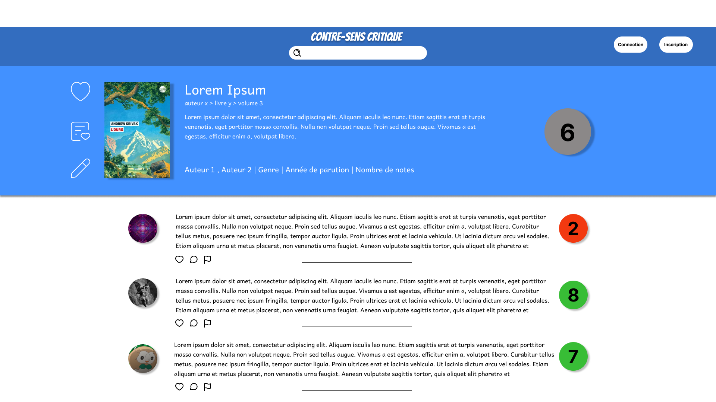 CONTRE-SENS CRITIQUE
Connection
Inscription
Lorem Ipsum
auteur x > livre y > volume 3
Lorem ipsum dolor sit amet, consectetur adipiscing elit. Aliquam iaculis leo nunc. Etiam sagittis erat at turpis
venenatis, eget porttitor massa convallis. Nulla non volutpat neque. Proin sed tellus augue. Vivamus a est
egestas, efficitur enim a, volutpat libero.
6
Auteur 1 , Auteur 2 | Genre | Année de parution | Nombre de notes
Lorem ipsum dolor sit amet, consectetur adipiscing elit. Aliquam iaculis leo nunc. Etiam sagittis erat at turpis venenatis, eget porttitor
massa convallis. Nulla non volutpat neque. Proin sed tellus augue. Vivamus a est egestas, efficitur enim a, volutpat libero. Curabitur
tellus metus, posuere nec ipsum fringilla, tempor auctor ligula. Proin ultrices erat et lacinia vehicula. Ut lacinia dictum arcu vel sodales.
Etiam aliquam urna et metus placerat, non venenatis urna feugiat. Aenean vulputate sagittis tortor, quis aliquet elit pharetra et
2
Lorem ipsum dolor sit amet, consectetur adipiscing elit. Aliquam iaculis leo nunc. Etiam sagittis erat at turpis venenatis, eget porttitor
massa convallis. Nulla non volutpat neque. Proin sed tellus augue. Vivamus a est egestas, efficitur enim a, volutpat libero. Curabitur
tellus metus, posuere nec ipsum fringilla, tempor auctor ligula. Proin ultrices erat et lacinia vehicula. Ut lacinia dictum arcu vel sodales.
Etiam aliquam urna et metus placerat, non venenatis urna feugiat. Aenean vulputate sagittis tortor, quis aliquet elit pharetra et
8
Lorem ipsum dolor sit amet, consectetur adipiscing elit. Aliquam iaculis leo nunc. Etiam sagittis erat at turpis venenatis, eget porttitor
massa convallis. Nulla non volutpat neque. Proin sed tellus augue. Vivamus a est egestas, efficitur enim a, volutpat libero. Curabitur tellus
metus, posuere nec ipsum fringilla, tempor auctor ligula. Proin ultrices erat et lacinia vehicula. Ut lacinia dictum arcu vel sodales. Etiam
aliquam urna et metus placerat, non venenatis urna feugiat. Aenean vulputate sagittis tortor, quis aliquet elit pharetra et
7